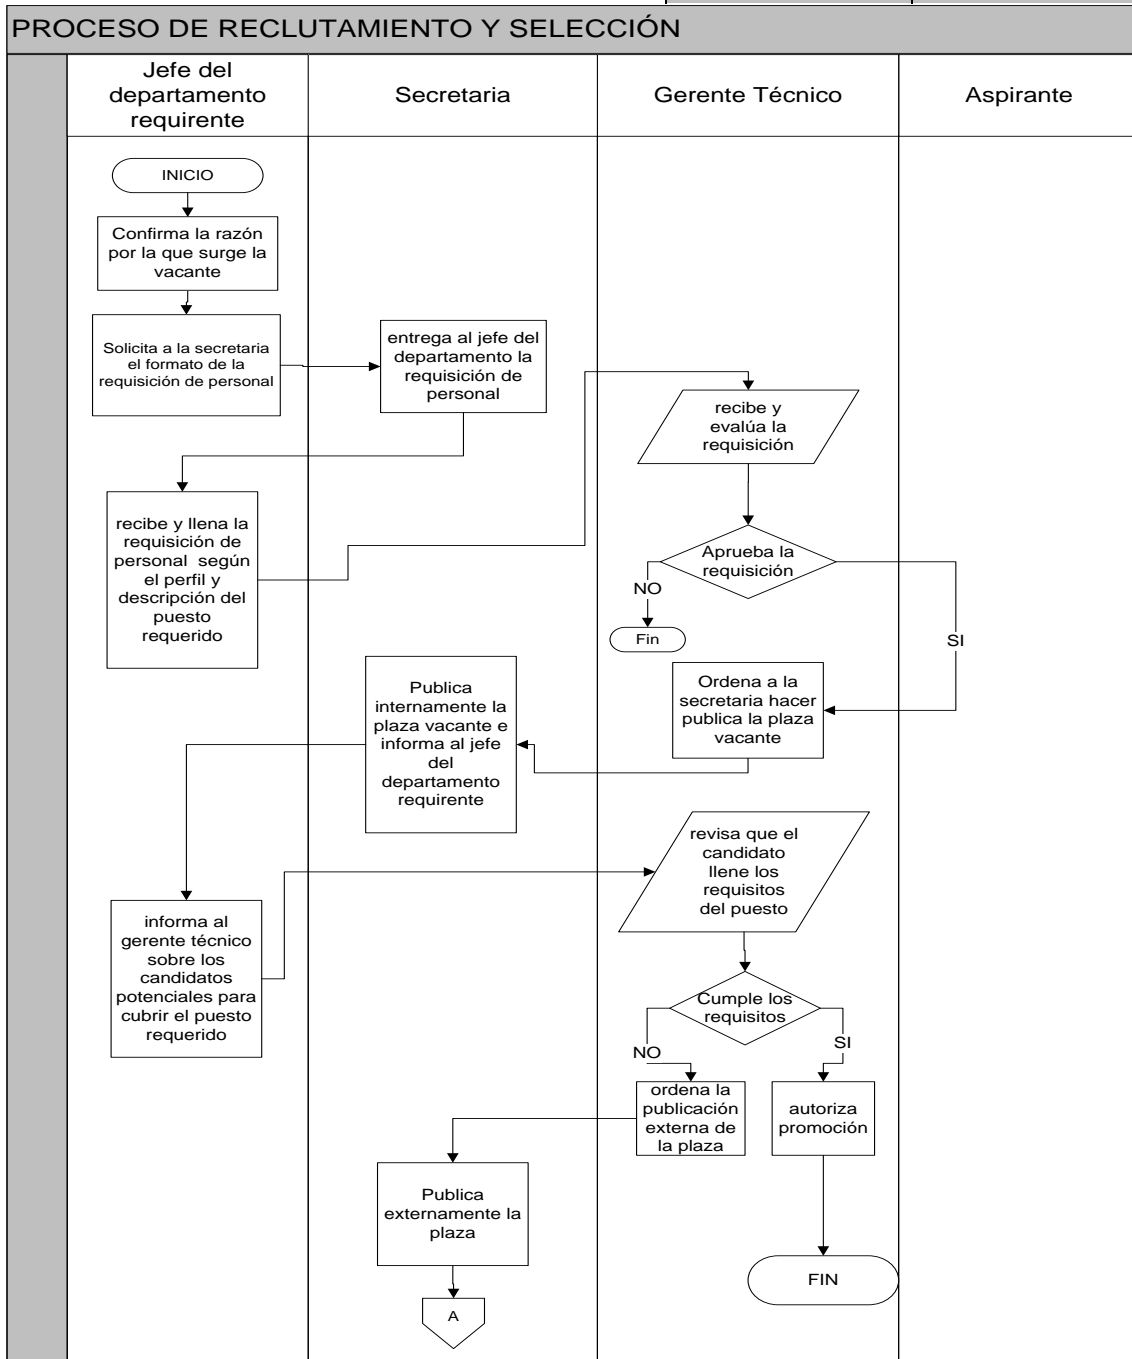 PROCESO DE RECLUTAMIENTO Y SELECCIÓN
Jefe del
departamento
requirente
Secretaria
Gerente Técnico
Aspirante
INICIO
Confirma la razón
por la que surge la
vacante
Solicita a la secretaria
el formato de la
requisición de personal
entrega al jefe del
departamento la
requisición de
personal
recibe y
evalúa la
requisición
recibe y llena la
requisición de
personal según
el perfil y
descripción del
puesto
requerido
Aprueba la
requisición
NO
Fin
SI
Ordena a la
secretaria hacer
publica la plaza
vacante
Publica
internamente la
plaza vacante e
informa al jefe
del
departamento
requirente
revisa que el
candidato
llene los
requisitos
del puesto
informa al
gerente técnico
sobre los
candidatos
potenciales para
cubrir el puesto
requerido
Cumple los
requisitos
NO
SI
ordena la
publicación
externa de
la plaza
autoriza
promoción
Publica
externamente la
plaza
FIN
A